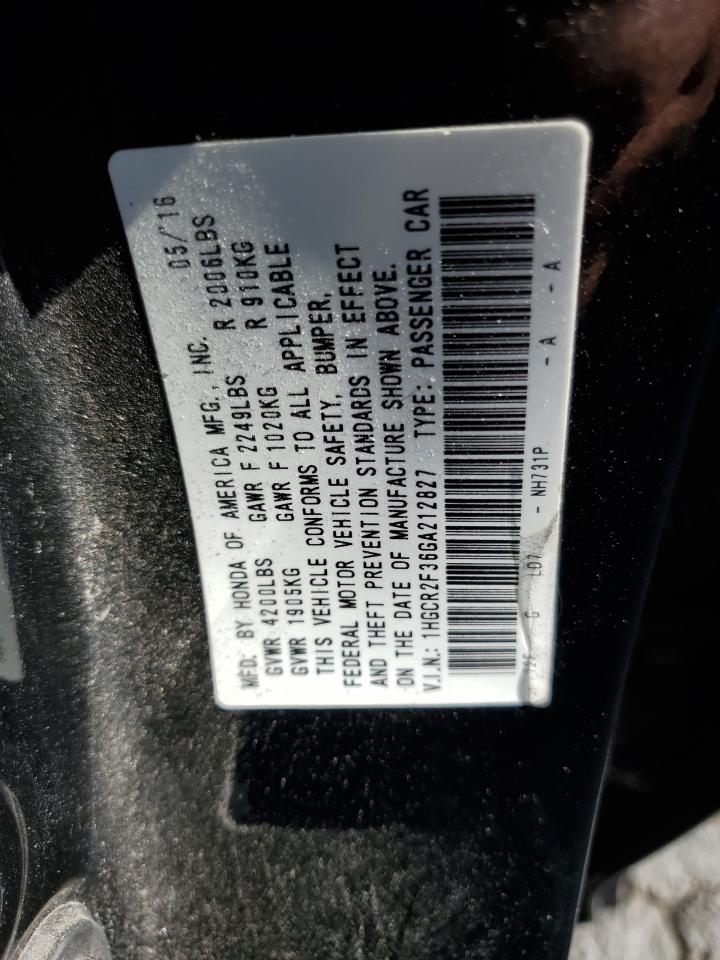 MFD. BY HONDA OF AMERICA MFG., INC. 05/'16
GVWR 4200LBS GAWR F 2249LBS R 2006LBS
GVWR 1905KG GAWR F 1020KG R 910KG
THIS VEHICLE CONFORMS TO ALL APPLICABLE
FEDERAL MOTOR VEHICLE SAFETY, BUMPER,
AND THEFT PREVENTION STANDARDS IN EFFECT
ON THE DATE OF MANUFACTURE SHOWN ABOVE.
V.I.N.: 1HGCR2F36GA212827 TYPE: PASSENGER CAR
G LD7 - NH731P - A - A